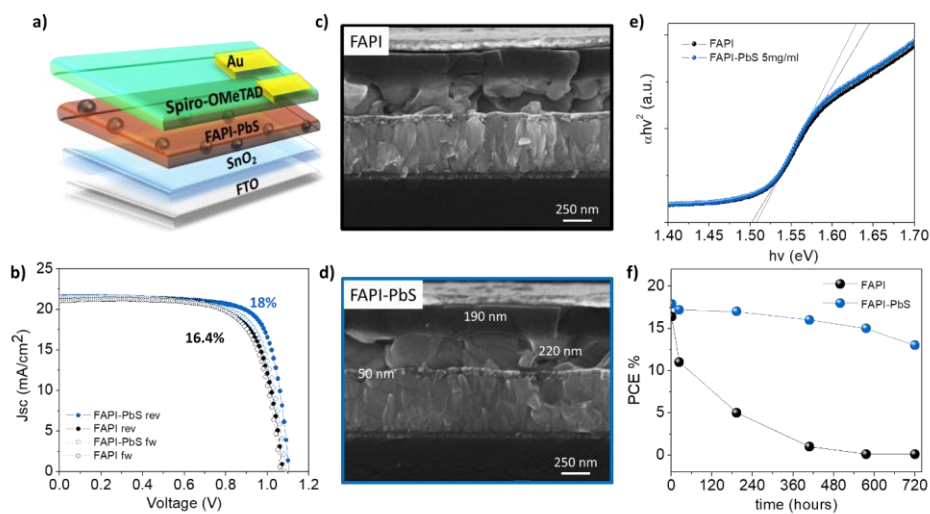 a)
Au
Spiro-OMeTAD
FAPI-PbS
SnO2
FTO
b)
25
20
15
10
5
0
Jsc (mA/cm2)
18%
16.4%
FAPI-PbS rev
FAPI rev
FAPI-PbS fw
FAPI fw
0.0 0.2 0.4 0.6 0.8 1.0 1.2
Voltage (V)
c)
FAPI
250 nm
d)
FAPI-PbS
190 nm
220 nm
50 nm
250 nm
e)
FAPI
FAPI-PbS 5mg/ml
αhν2 (a.u.)
1.40 1.45 1.50 1.55 1.60 1.65 1.70
hν (eV)
f)
FAPI
FAPI-PbS
20
15
10
5
0
PCE %
0 120 240 360 480 600 720
time (hours)